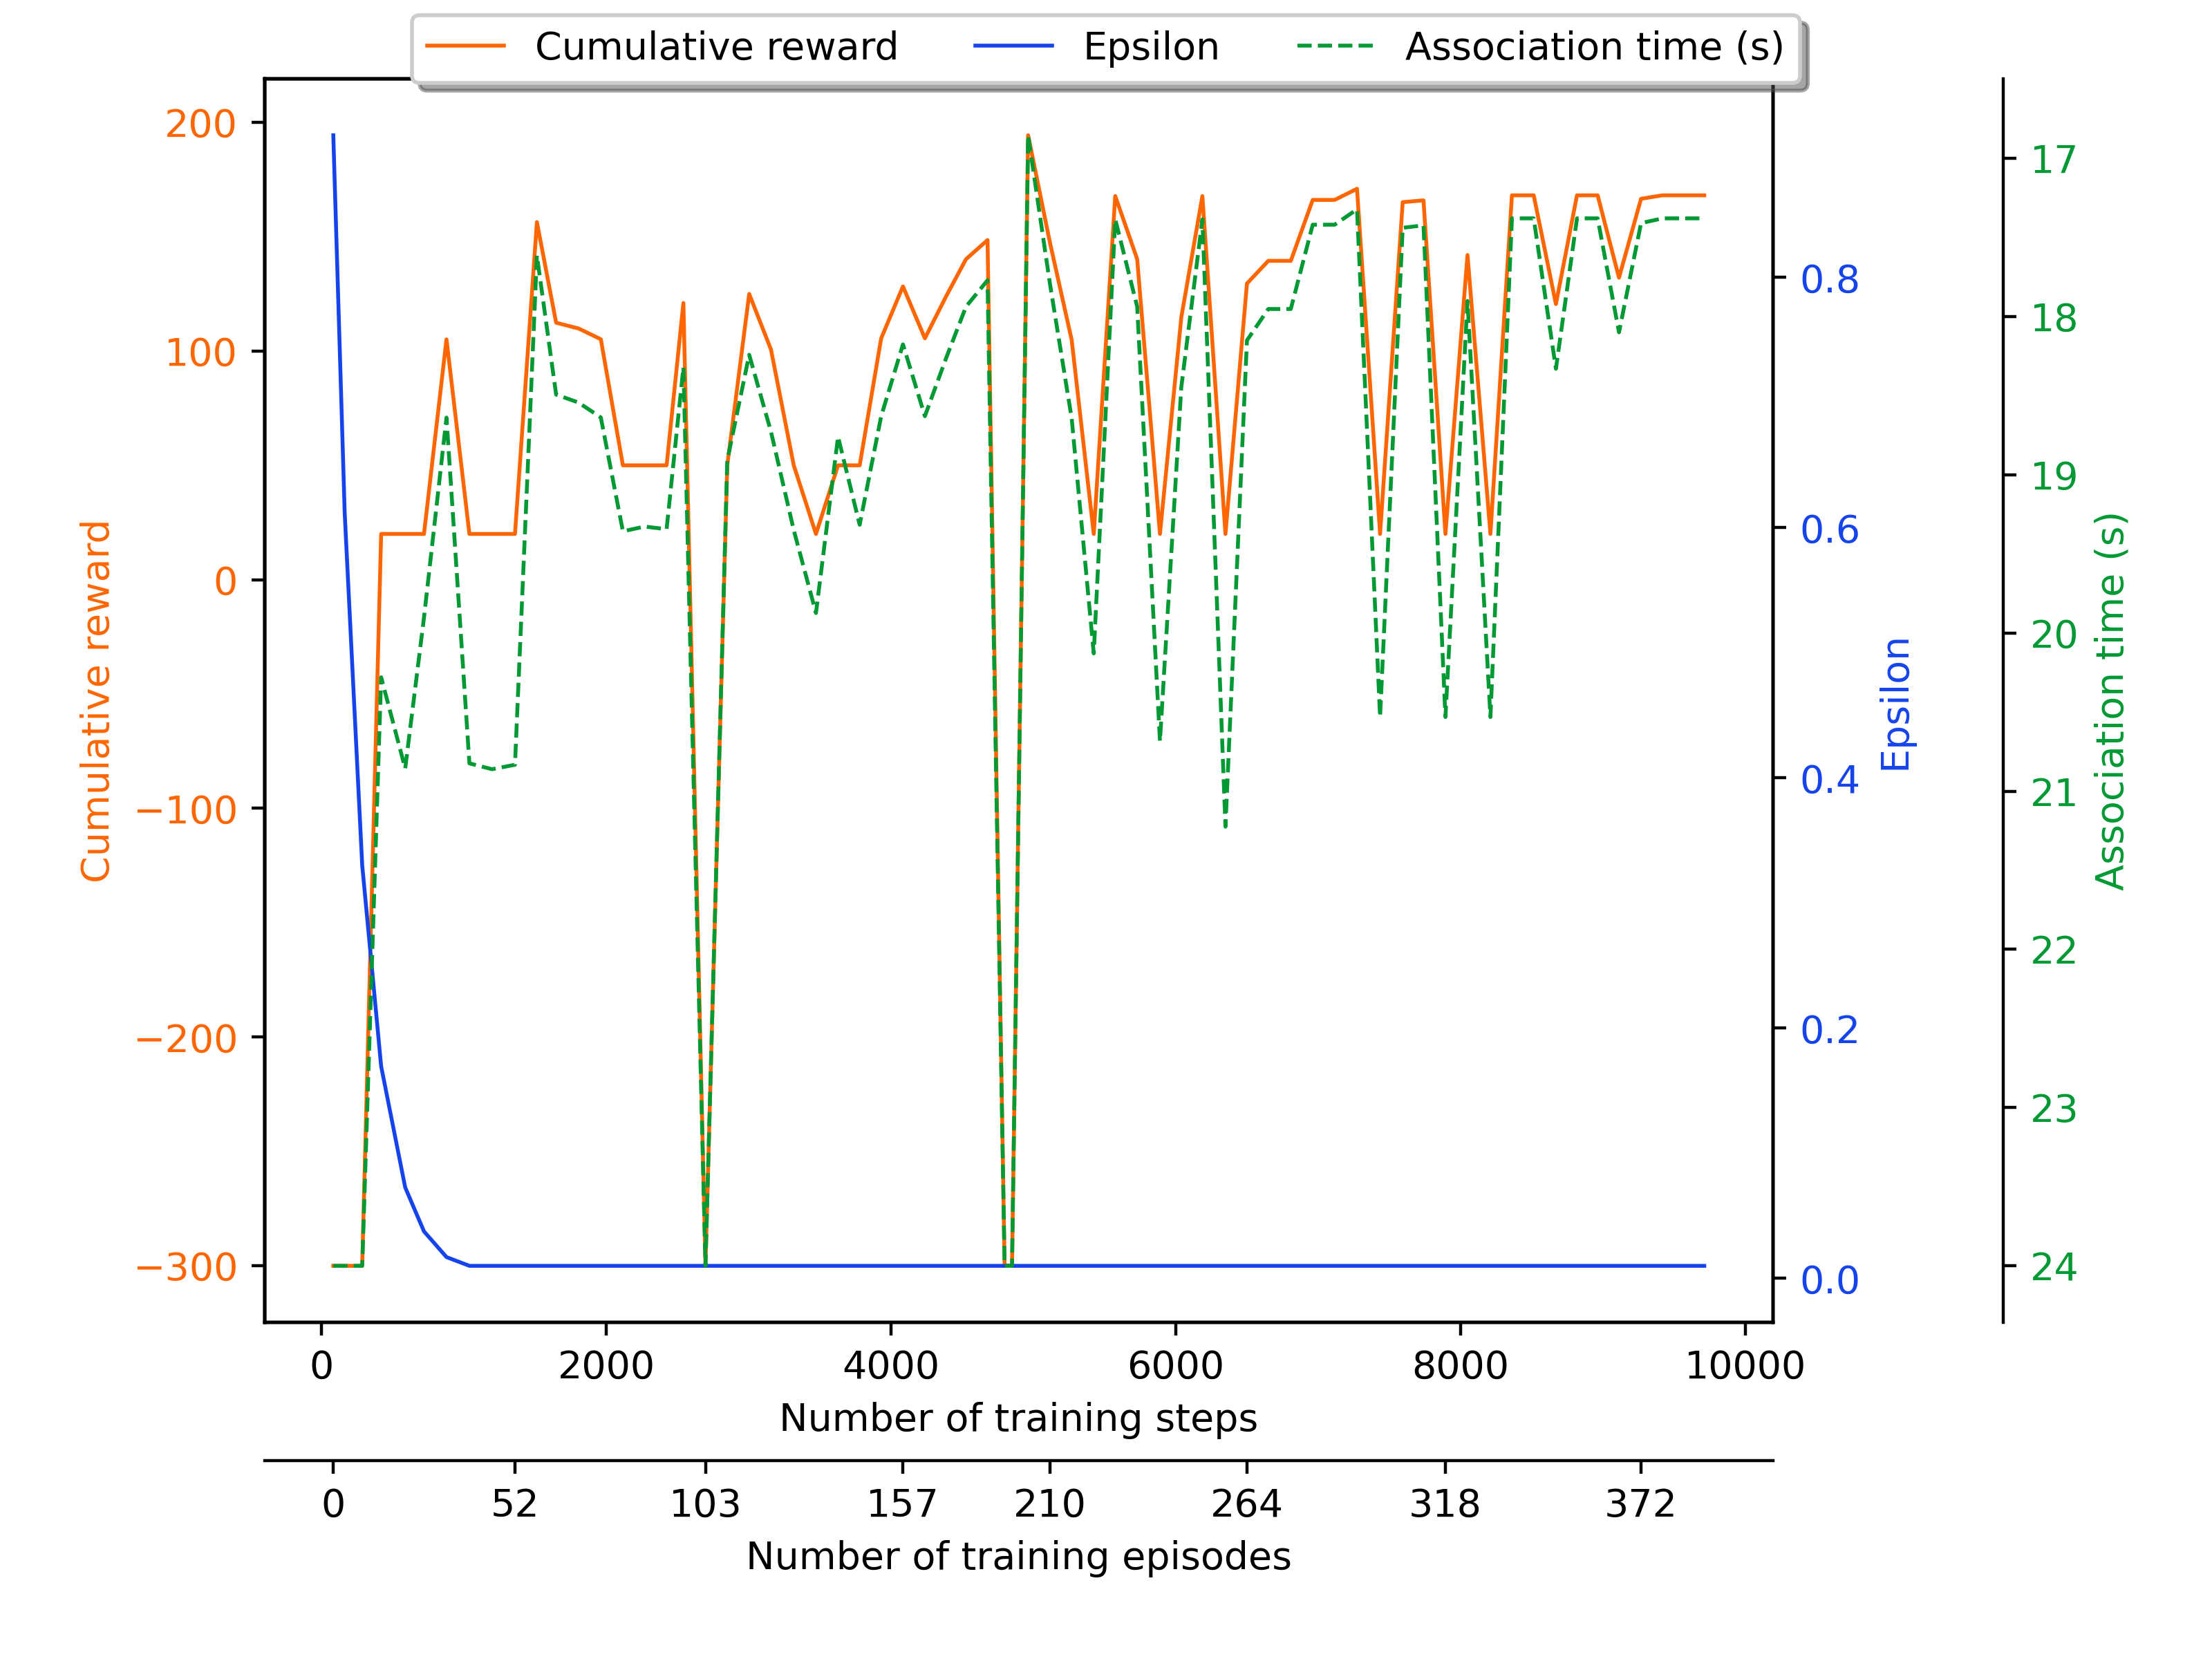 Cumulative reward Epsilon Association time (s)
200
100
0
−100
−200
−300
Cumulative reward
0.8
0.6
0.4
0.2
0.0
Epsilon
17
18
19
20
21
22
23
24
Association time (s)
0 2000 4000 6000 8000 10000
Number of training steps
0 52 103 157 210 264 318 372
Number of training episodes